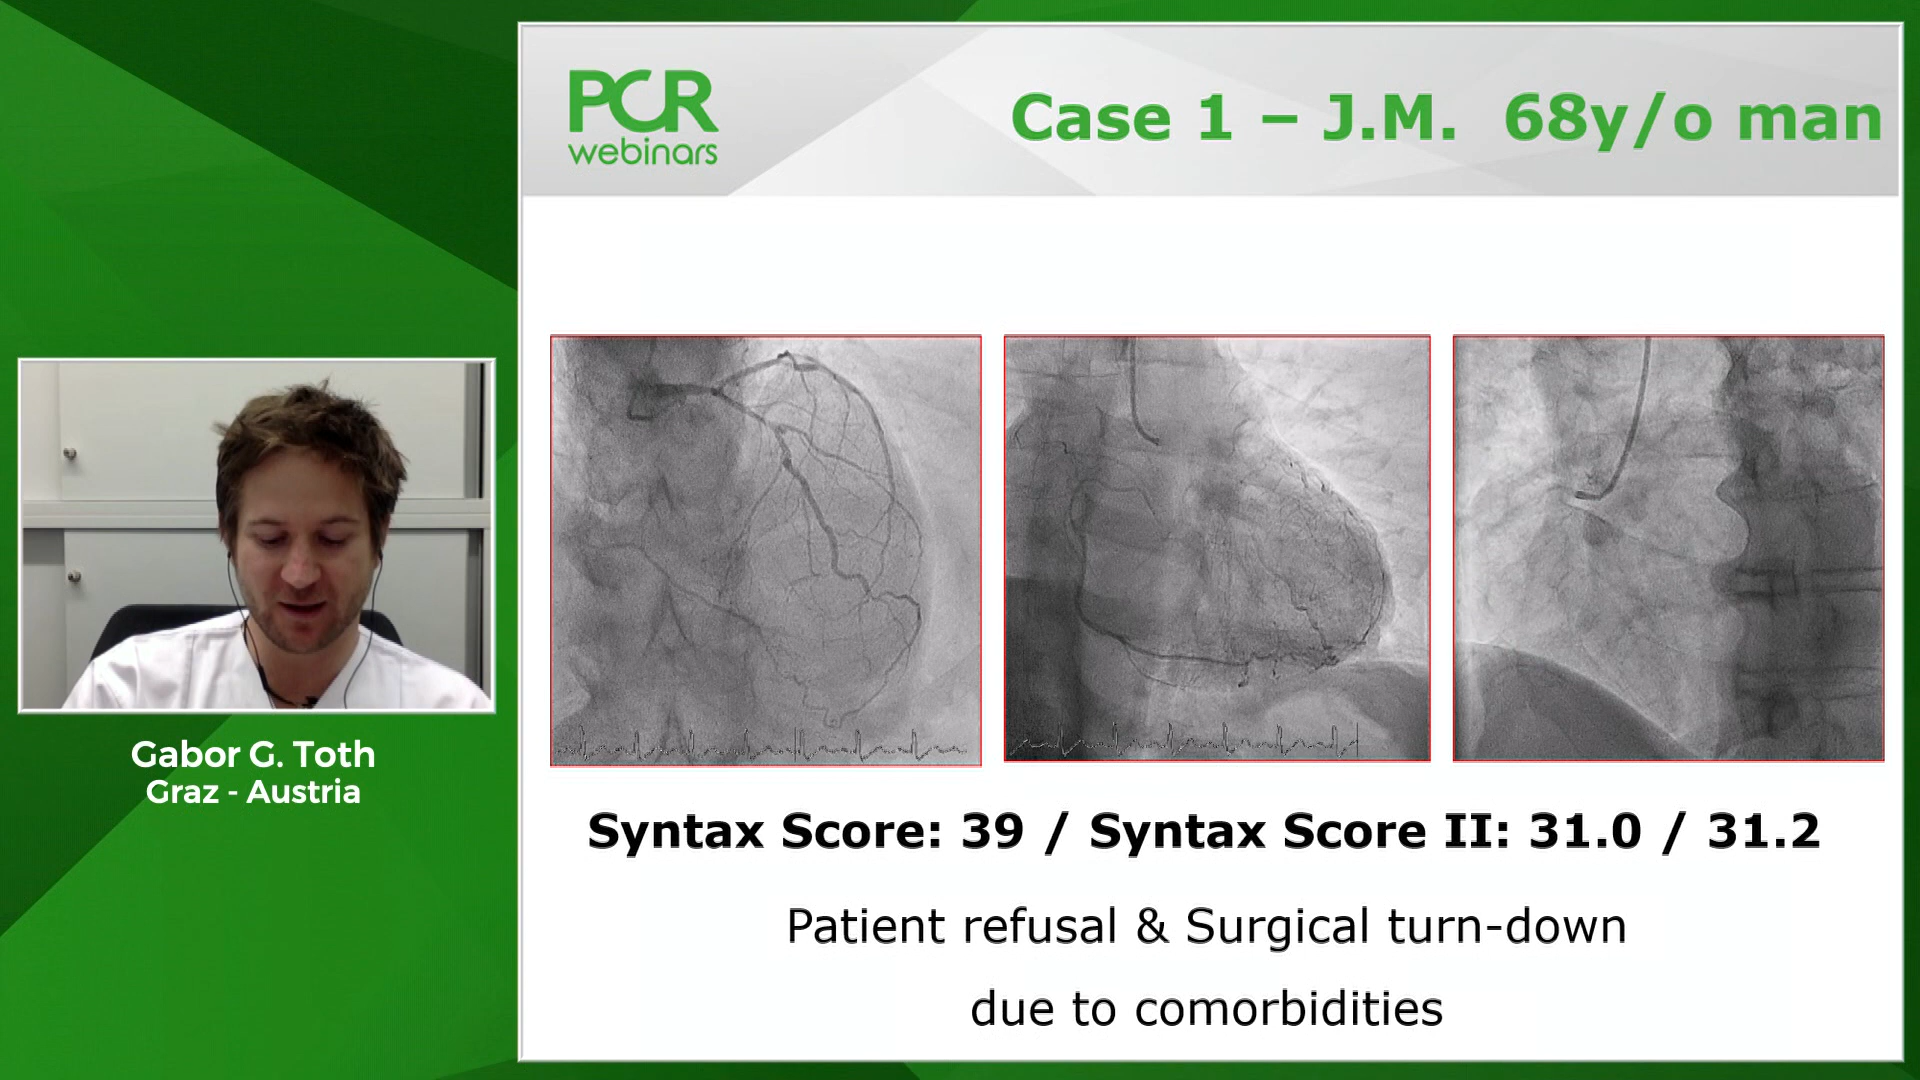 PCR
webinars
Case 1 – J.M. 68y/o man
Gabor G. Toth
Graz - Austria
Syntax Score: 39 / Syntax Score II: 31.0 / 31.2
Patient refusal & Surgical turn-down
due to comorbidities